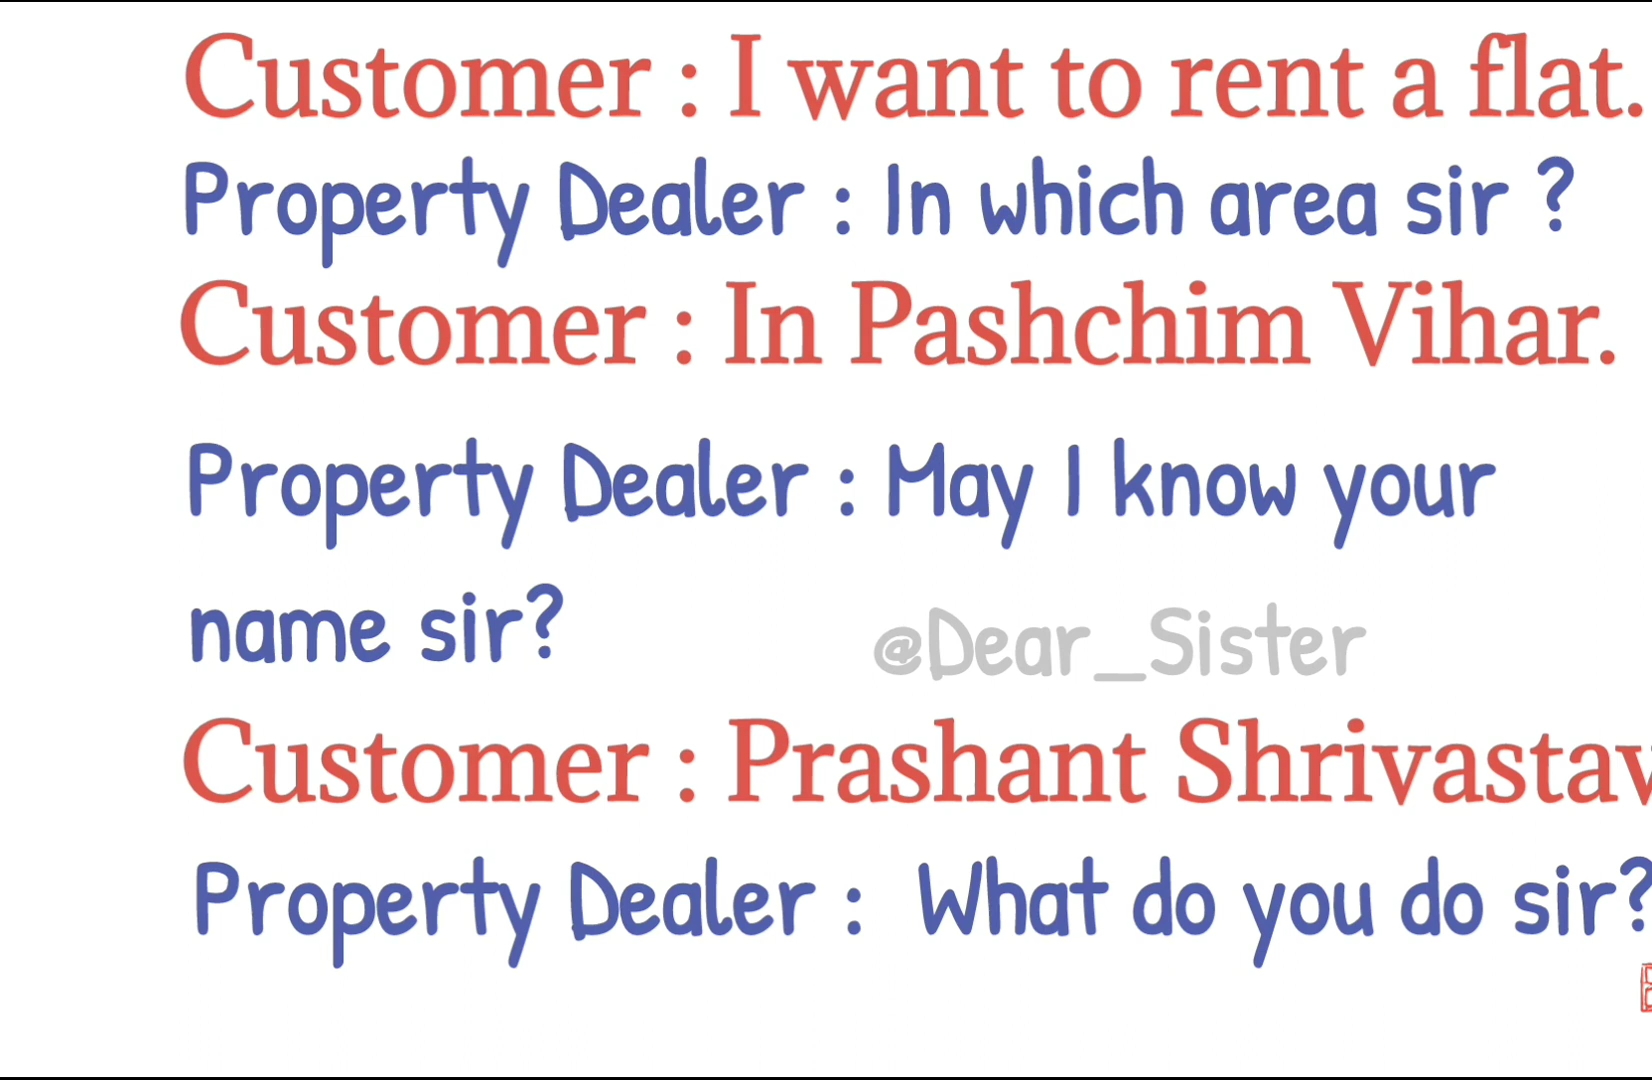 Customer : I want to rent a flat.
Property Dealer : In which area sir ?
Customer : In Pashchim Vihar.
Property Dealer : May I know your
name sir?
@Dear_Sister
Customer : Prashant Shrivastav
Property Dealer : What do you do sir?